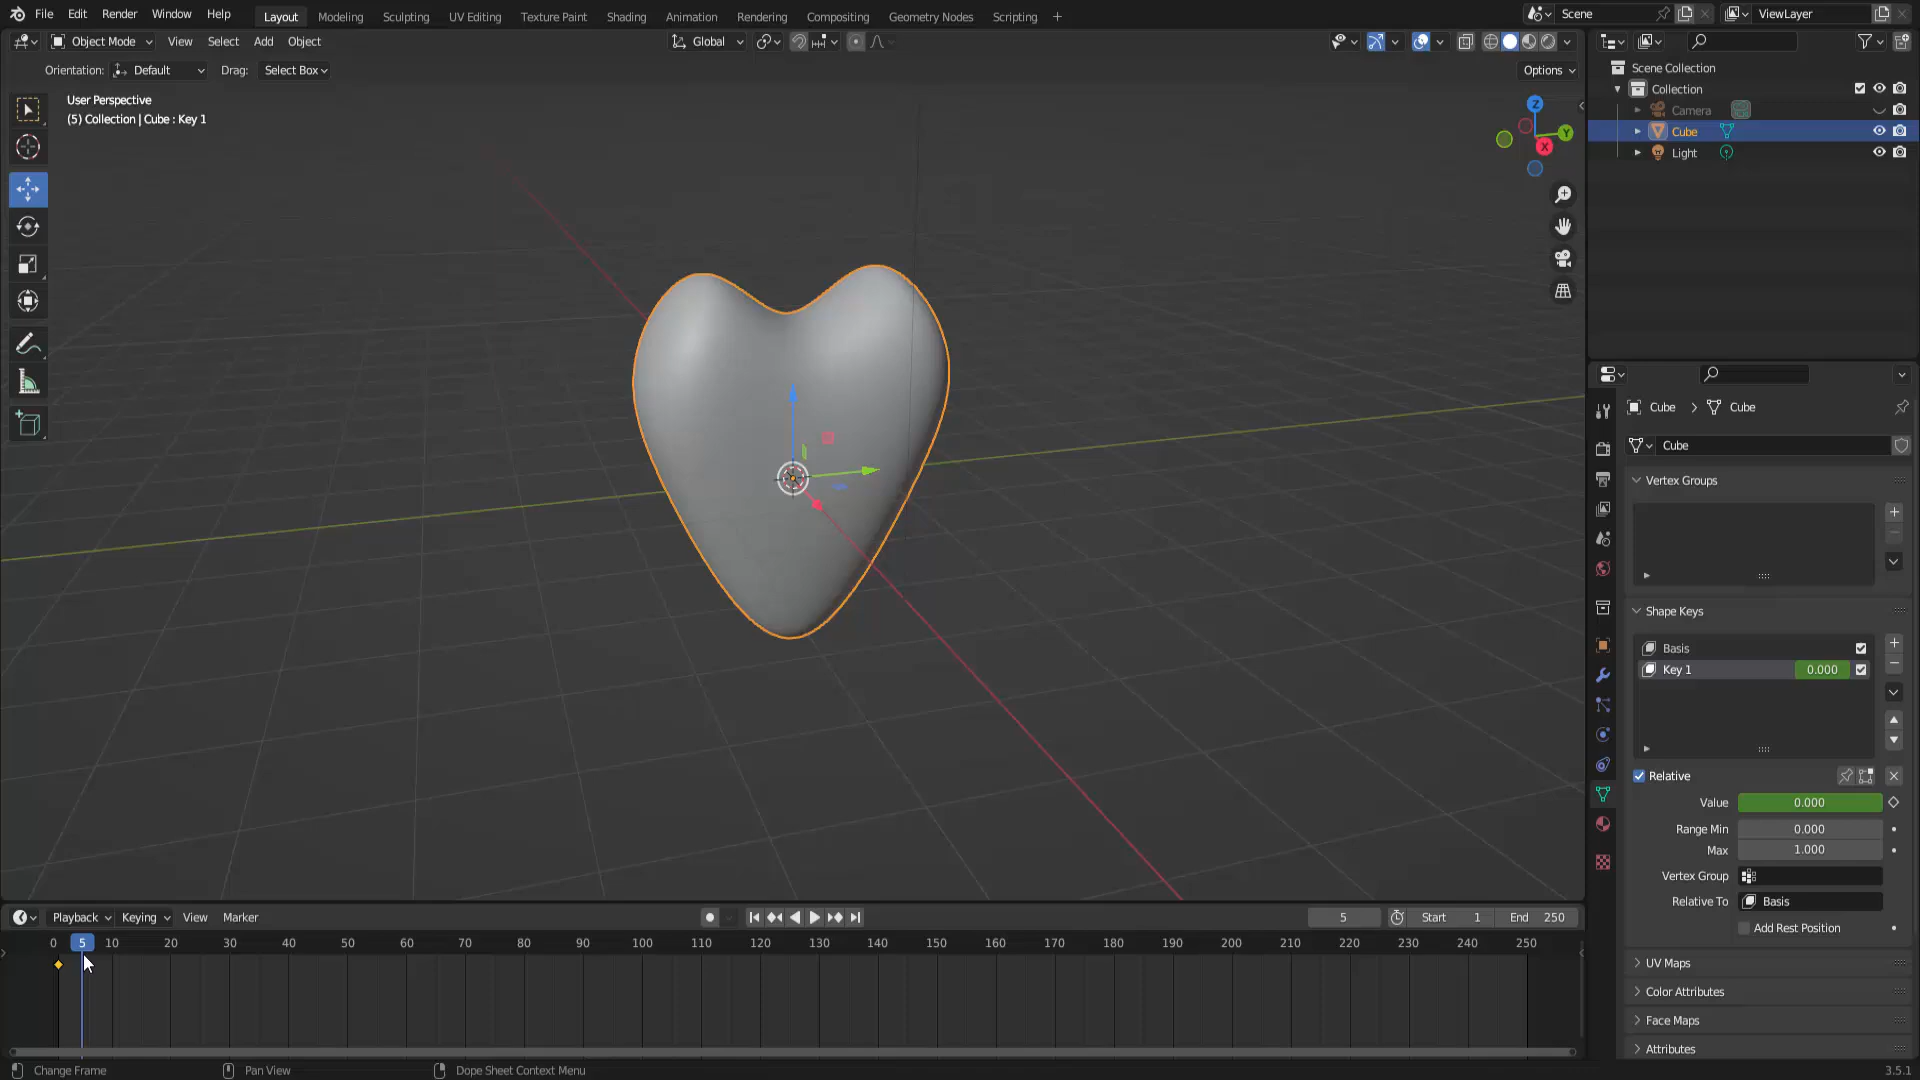 File Edit Render Window Help Layout Modeling Sculpting UV Editing Texture Paint Shading Animation Rendering Compositing Geometry Nodes Scripting + Scene ViewLayer
Object Mode View Select Add Object Global
Orientation: Default Drag: Select Box Options
User Perspective
(5) Collection | Cube : Key 1
Z
Y
X
Scene Collection
Collection
Camera
Cube
Light
Cube Cube
Cube
Vertex Groups
Shape Keys
Basis
Key 1 0.000
Relative
Value 0.000
Range Min 0.000
Max 1.000
Vertex Group
Relative To Basis
Add Rest Position
UV Maps
Color Attributes
Face Maps
Attributes
Playback Keying View Marker 5 Start 1 End 250
0 5 10 20 30 40 50 60 70 80 90 100 110 120 130 140 150 160 170 180 190 200 210 220 230 240 250
Change Frame Pan View Dope Sheet Context Menu 3.5.1